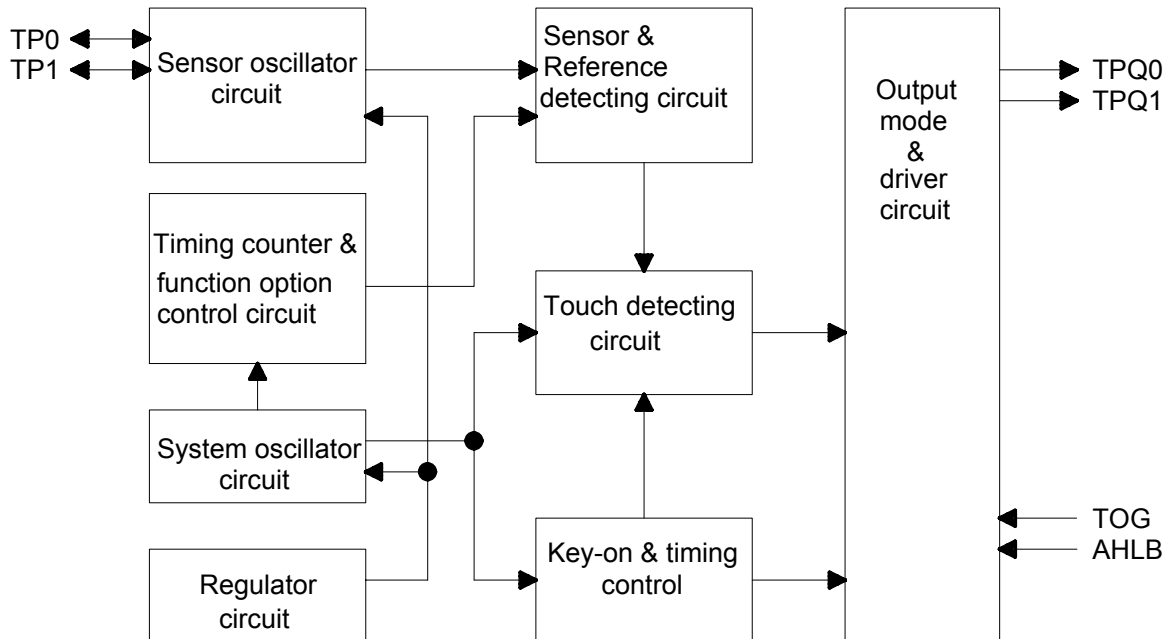 TP0
TP1
Sensor oscillator
circuit
Sensor &
Reference
detecting circuit
Output
mode
&
driver
circuit
TPQ0
TPQ1
Timing counter &
function option
control circuit
Touch detecting
circuit
System oscillator
circuit
Key-on & timing
control
Regulator
circuit
TOG
AHLB